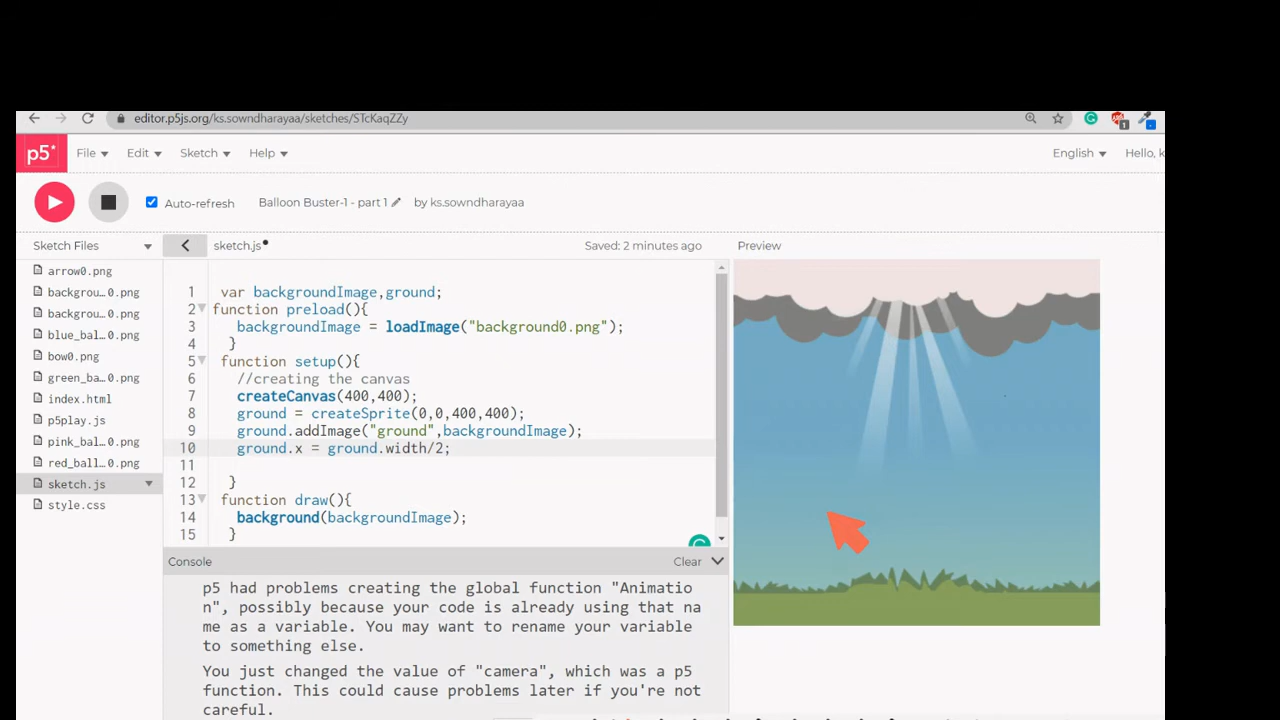 editor.p5js.org/ks.sowndharayaa/sketches/STcKaqZZy
p5* File Edit Sketch Help English Hello, k
Auto-refresh Balloon Buster-1 - part 1 by ks.sowndharayaa
Sketch Files sketch.js Saved: 2 minutes ago Preview
arrow0.png
backgrou…0.png
backgrou…0.png
blue_bal…0.png
bow0.png
green_ba…0.png
index.html
p5play.js
pink_bal…0.png
red_ball…0.png
sketch.js
style.css
1 var backgroundImage,ground;
2 function preload(){
3 backgroundImage = loadImage("background0.png");
4 }
5 function setup(){
6 //creating the canvas
7 createCanvas(400,400);
8 ground = createSprite(0,0,400,400);
9 ground.addImage("ground",backgroundImage);
10 ground.x = ground.width/2;
11
12 }
13 function draw(){
14 background(backgroundImage);
15 }
Console Clear
p5 had problems creating the global function "Animatio
n", possibly because your code is already using that na
me as a variable. You may want to rename your variable
to something else.
You just changed the value of "camera", which was a p5
function. This could cause problems later if you're not
careful.